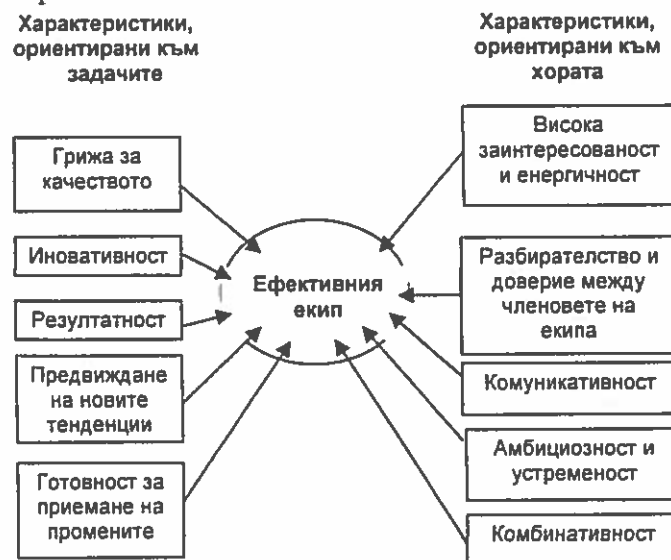 Характеристики,
ориентирани към
задачите
Грижа за
качеството
Иновативност
Резултатност
Предвиждане
на новите
тенденции
Готовност за
приемане на
промените
Ефективния
екип
Характеристики,
ориентирани към
хората
Висока
заинтересованост
и енергичност
Разбирателство и
доверие между
членовете на
екипа
Комуникативност
Амбициозност и
устременост
Комбинативност